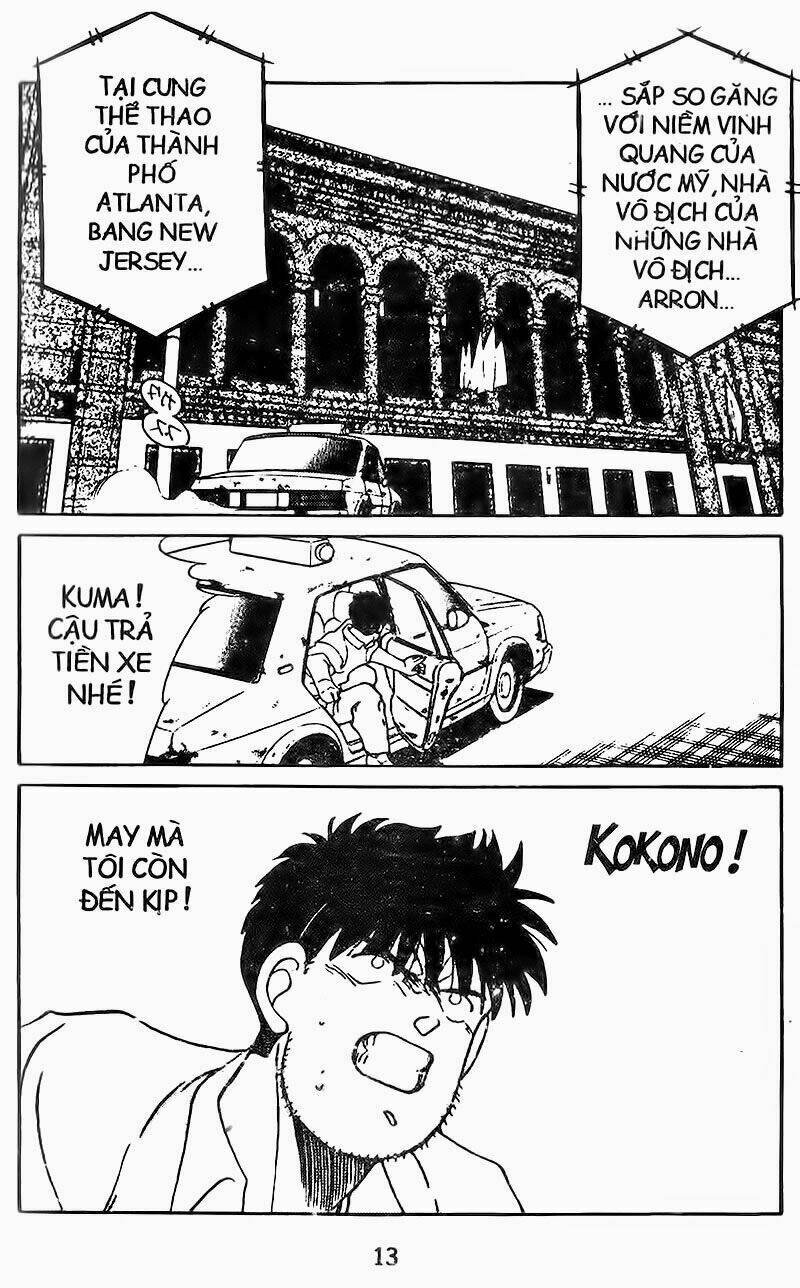 ... SẮP SO GĂNG
VỚI NIỀM VINH
QUANG CỦA
NƯỚC MỸ, NHÀ
VÔ ĐỊCH CỦA
NHỮNG NHÀ
VÔ ĐỊCH...
ARRON...
TẠI CUNG
THỂ THAO
CỦA THÀNH
PHỐ
ATLANTA,
BANG NEW
JERSEY...
KUMA!
CẬU TRẢ
TIỀN XE
NHÉ!
KOKONO!
MAY MÀ
TÔI CÒN
ĐẾN KỊP!
13